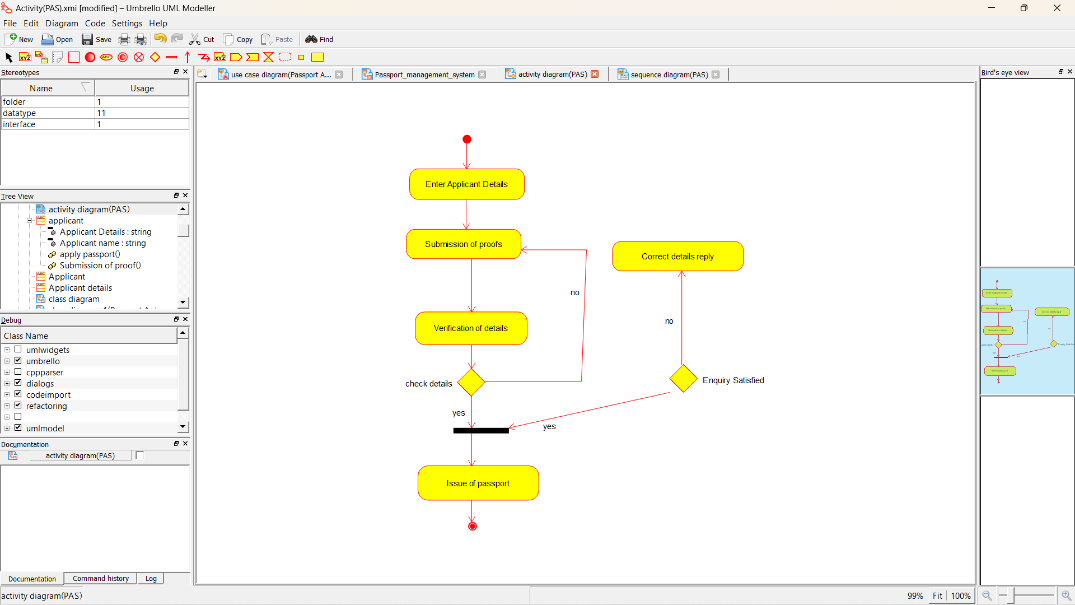 Activity(PAS).xmi [modified] – Umbrello UML Modeller
File Edit Diagram Code Settings Help
New Open Save Cut Copy Paste Find
Stereotypes
Name Usage
folder 1
datatype 11
interface 1
Tree View
activity diagram(PAS)
applicant
Applicant Details : string
Applicant name : string
apply passport()
Submission of proof()
Applicant
Applicant details
class diagram
Debug
Class Name
umlwidgets
umbrello
cppparser
dialogs
codeimport
refactoring
umlmodel
Documentation
activity diagram(PAS)
Documentation Command history Log
activity diagram(PAS)
use case diagram(Passport A... Passport_management_system activity diagram(PAS) sequence diagram(PAS)
Enter Applicant Details
Submission of proofs
Correct details reply
no
no
Verification of details
check details
Enquiry Satisfied
yes
yes
Issue of passport
Bird's eye view
99% Fit 100%